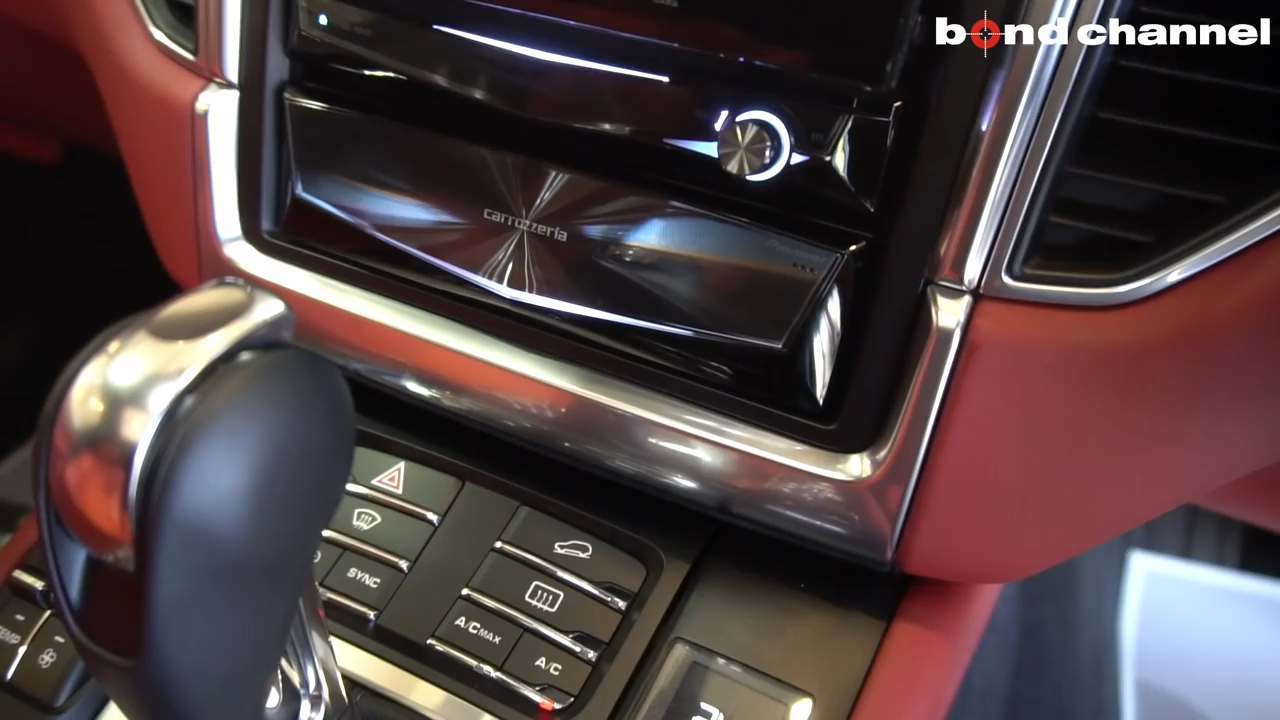 bond channel
carrozzeria
SYNC
A/C MAX
A/C
TEMP